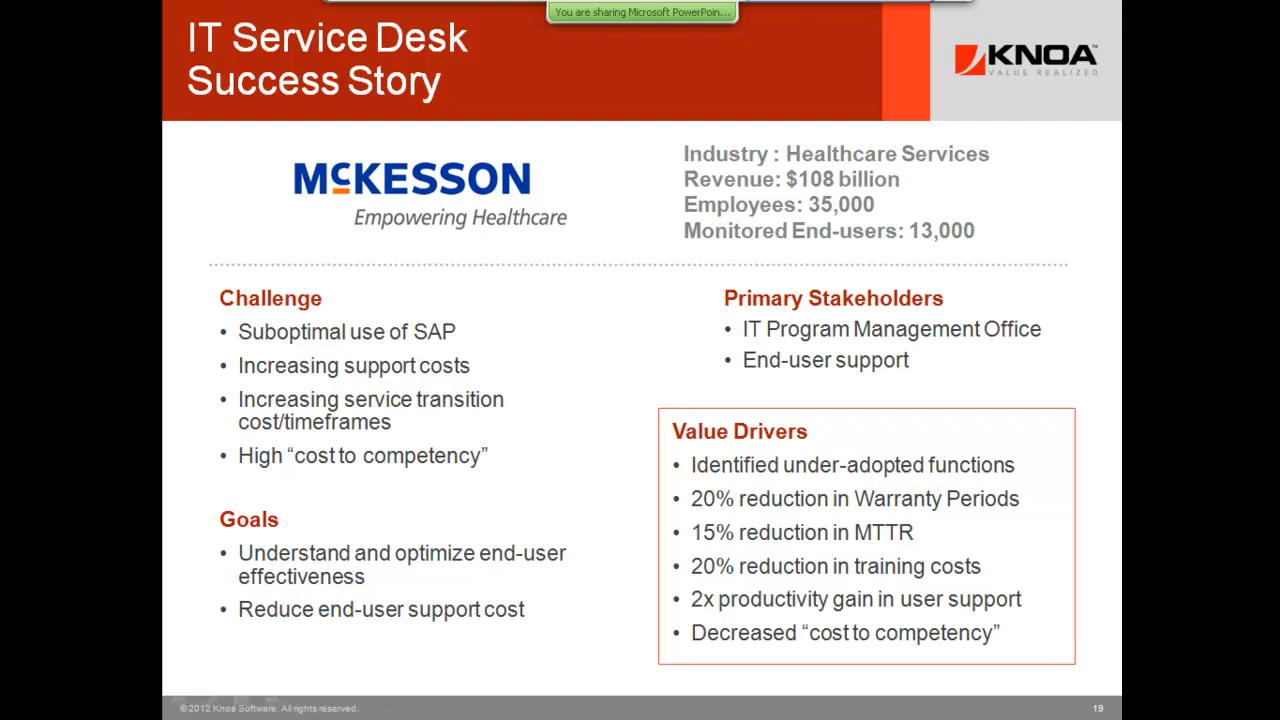 You are sharing Microsoft PowerPoin...
IT Service Desk
Success Story
KNOA™
VALUE REALIZED
McKESSON
Empowering Healthcare
Industry : Healthcare Services
Revenue: $108 billion
Employees: 35,000
Monitored End-users: 13,000
Challenge
• Suboptimal use of SAP
• Increasing support costs
• Increasing service transition
cost/timeframes
• High “cost to competency”
Goals
• Understand and optimize end-user
effectiveness
• Reduce end-user support cost
Primary Stakeholders
• IT Program Management Office
• End-user support
Value Drivers
• Identified under-adopted functions
• 20% reduction in Warranty Periods
• 15% reduction in MTTR
• 20% reduction in training costs
• 2x productivity gain in user support
• Decreased “cost to competency”
© 2012 Knoa Software. All rights reserved.
19